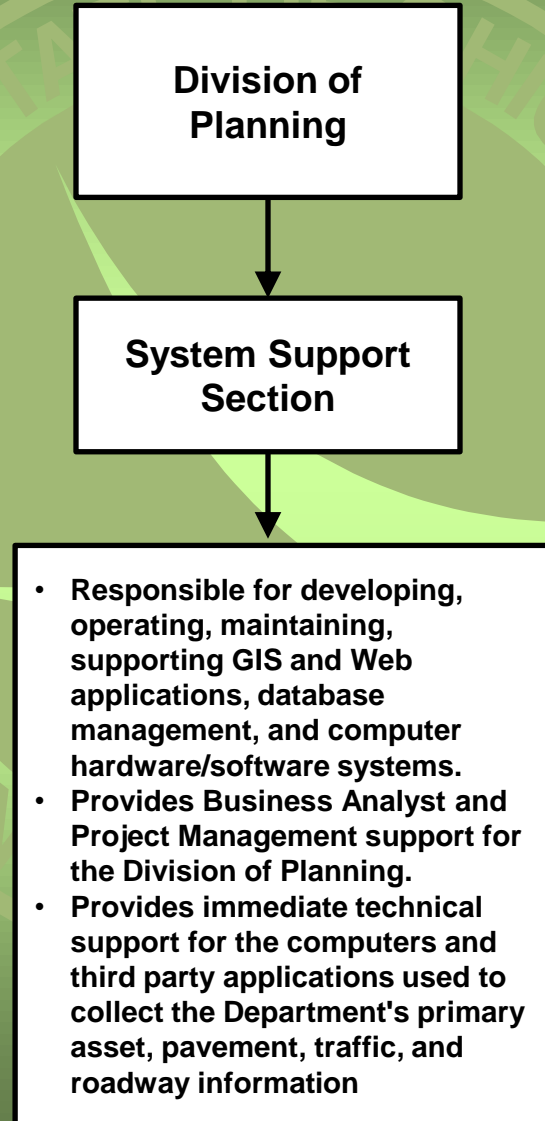 Division of
Planning
System Support
Section
• Responsible for developing,
operating, maintaining,
supporting GIS and Web
applications, database
management, and computer
hardware/software systems.
• Provides Business Analyst and
Project Management support for
the Division of Planning.
• Provides immediate technical
support for the computers and
third party applications used to
collect the Department's primary
asset, pavement, traffic, and
roadway information